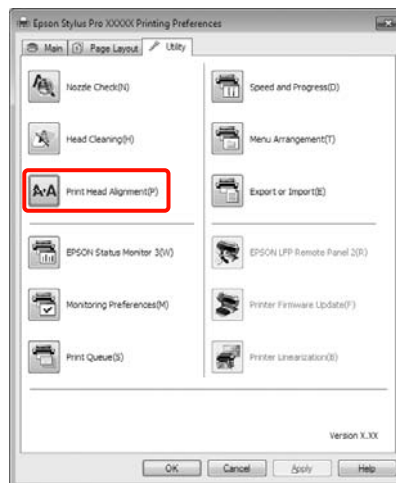 Epson Stylus Pro XXXXX Printing Preferences
Main
Page Layout
Utility
Nozzle Check(N)
Speed and Progress(D)
Head Cleaning(H)
Menu Arrangement(T)
A A
Print Head Alignment(P)
Export or Import(E)
EPSON Status Monitor 3(W)
EPSON LFP Remote Panel 2(R)
Monitoring Preferences(M)
Printer Firmware Update(F)
Print Queue(S)
Printer Linearization(B)
Version X.XX
OK
Cancel
Apply
Help